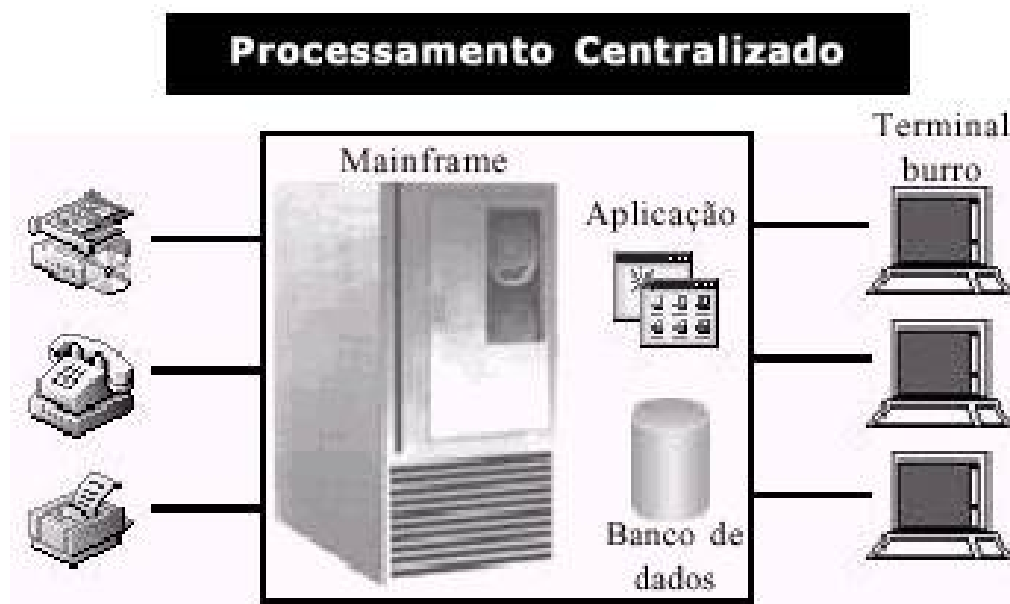 Processamento Centralizado
Mainframe
Aplicação
Banco de
dados
Terminal
burro